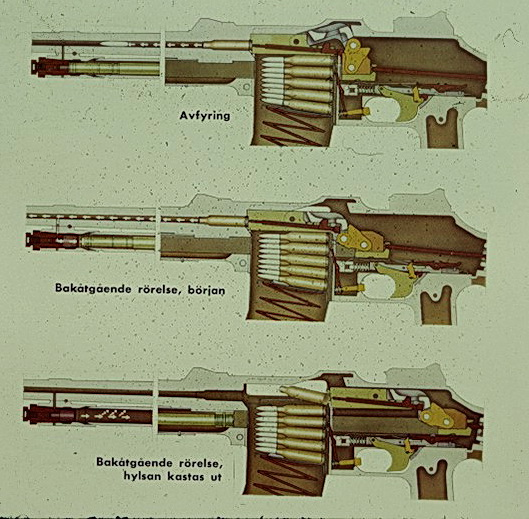 Avfyring
Bakåtgående rörelse, början
Bakåtgående rörelse,
hylsan kastas ut